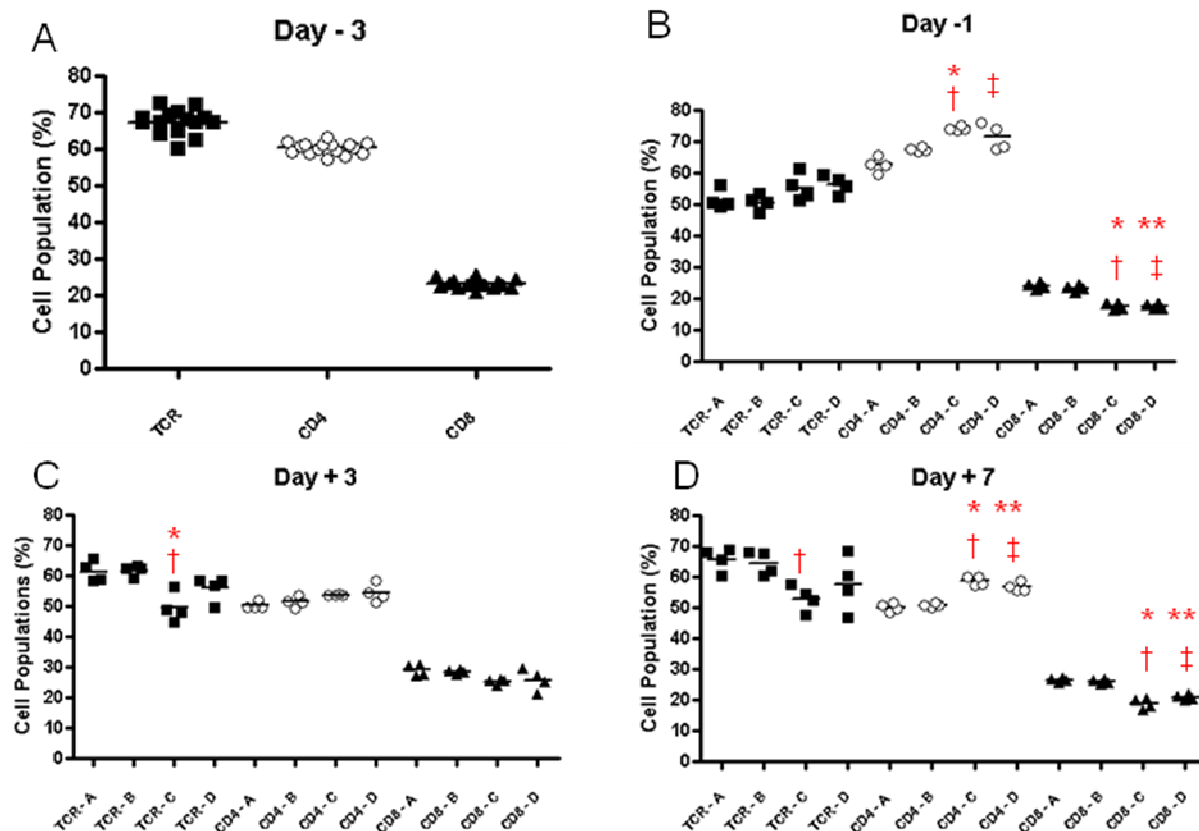 A
Day - 3
Cell Population (%)
80
70
60
50
40
30
20
10
0
TCR
CD4
CD8
B
Day -1
Cell Population (%)
80
70
60
50
40
30
20
10
0
*
†
‡
*
†
**
‡
TCR - A
TCR - B
TCR - C
TCR - D
CD4 - A
CD4 - B
CD4 - C
CD4 - D
CD8 - A
CD8 - B
CD8 - C
CD8 - D
C
Day + 3
Cell Populations (%)
80
70
60
50
40
30
20
10
0
*
†
TCR - A
TCR - B
TCR - C
TCR - D
CD4 - A
CD4 - B
CD4 - C
CD4 - D
CD8 - A
CD8 - B
CD8 - C
CD8 - D
D
Day + 7
Cell Population (%)
80
70
60
50
40
30
20
10
0
†
*
†
**
‡
*
†
**
‡
TCR - A
TCR - B
TCR - C
TCR - D
CD4 - A
CD4 - B
CD4 - C
CD4 - D
CD8 - A
CD8 - B
CD8 - C
CD8 - D